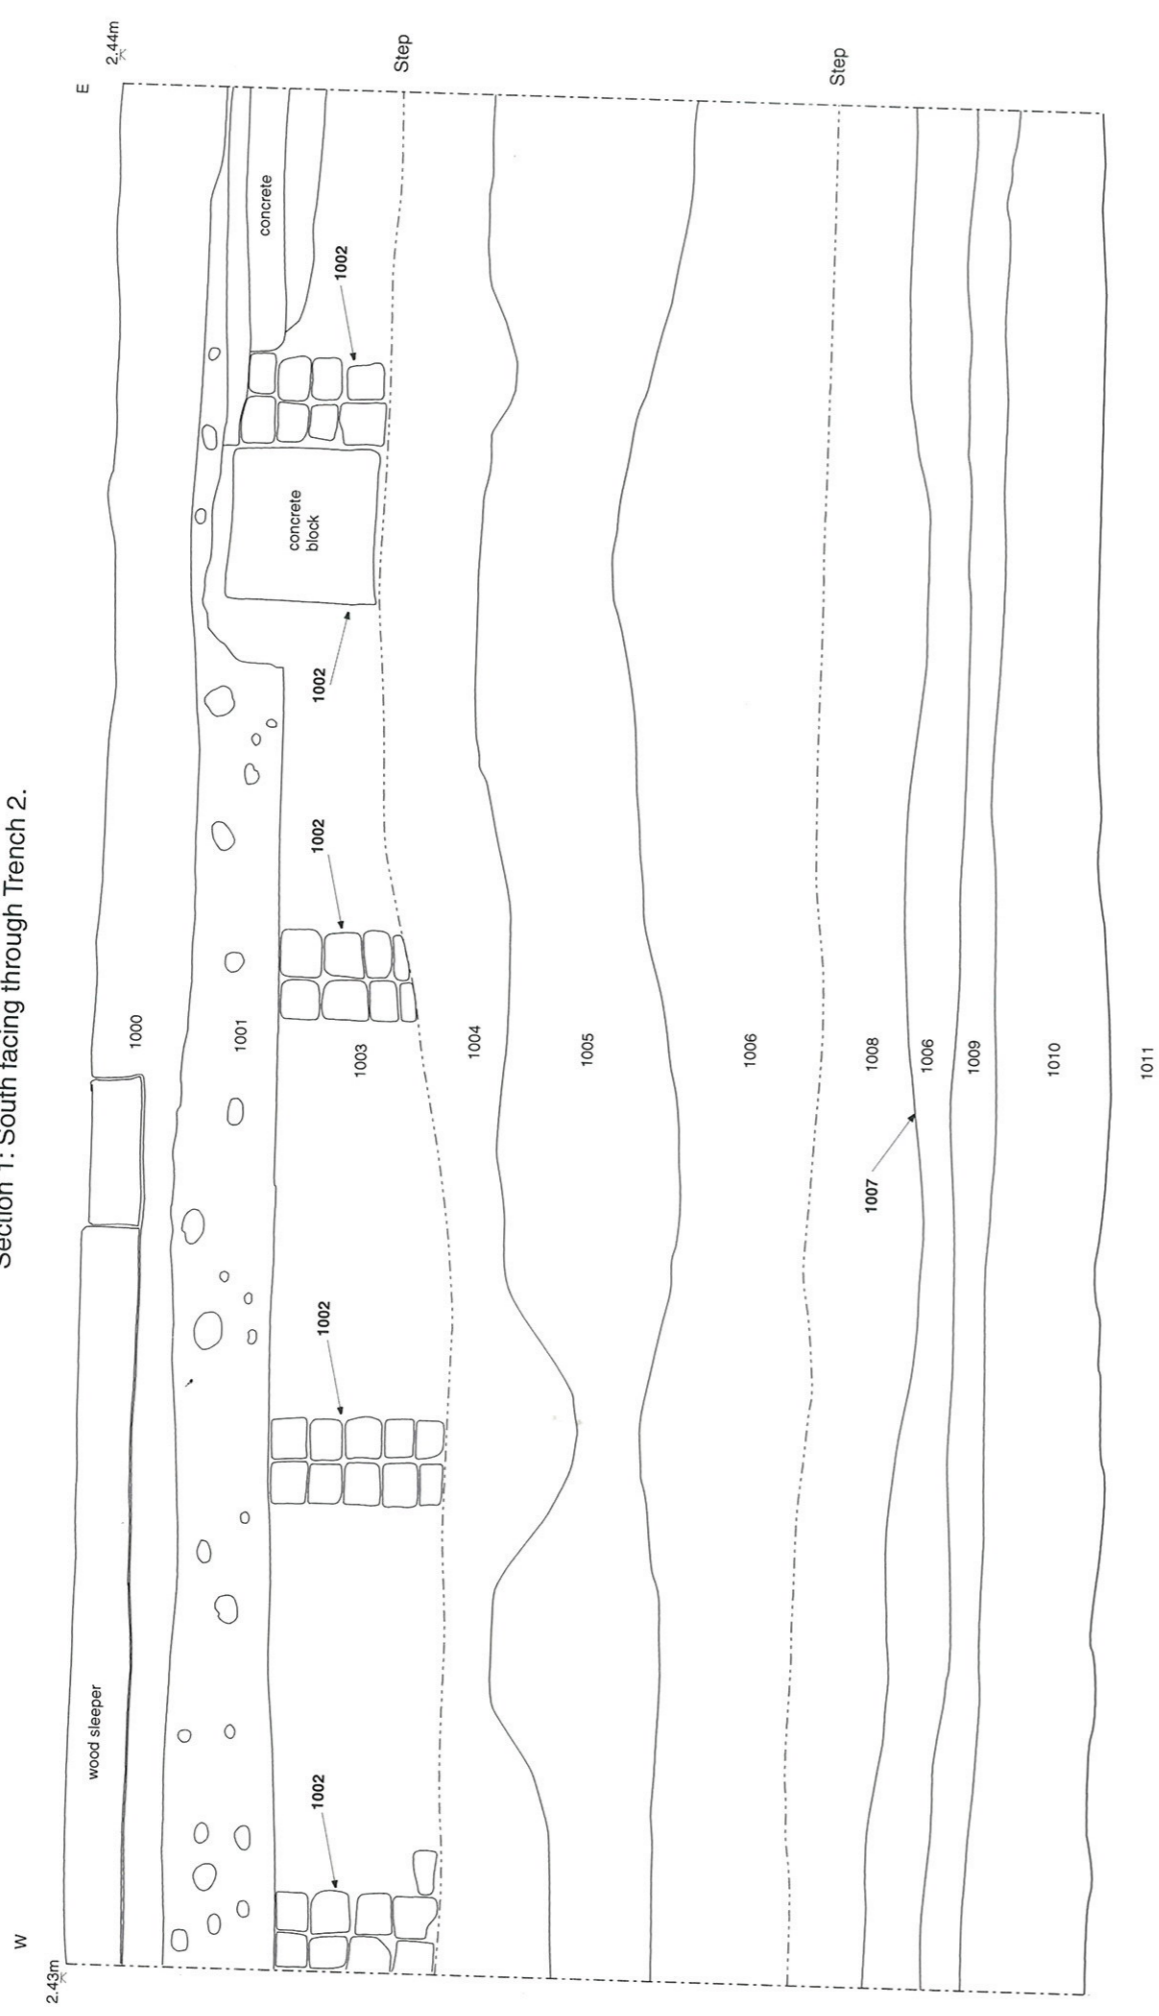 Section 1: South facing through Trench 2.
W
E
2.43m
2.44m
wood sleeper
1000
1001
concrete
1002
concrete
block
1002
1002
1002
1002
1003
Step
1004
1005
1006
Step
1008
1007
1006
1009
1010
1011